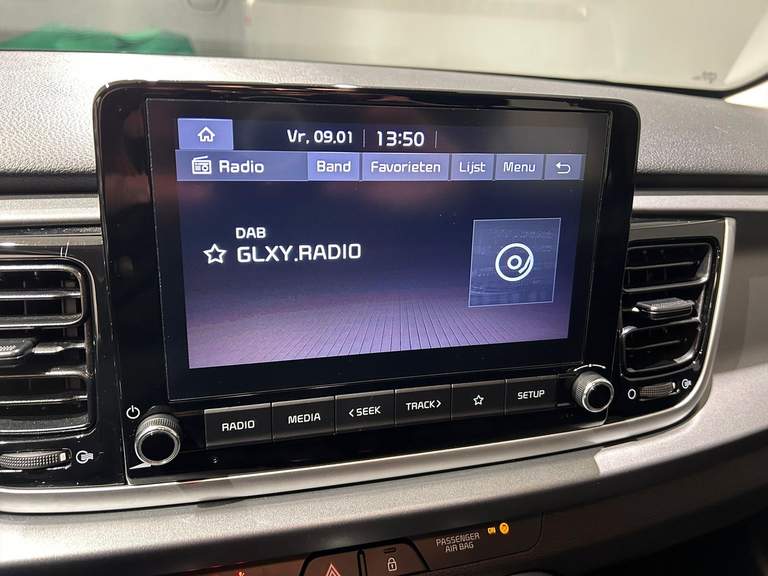 Vr, 09.01 13:50
Radio Band Favorieten Lijst Menu
DAB
GLXY.RADIO
RADIO MEDIA < SEEK TRACK > SETUP
PASSENGER ON
AIR BAG